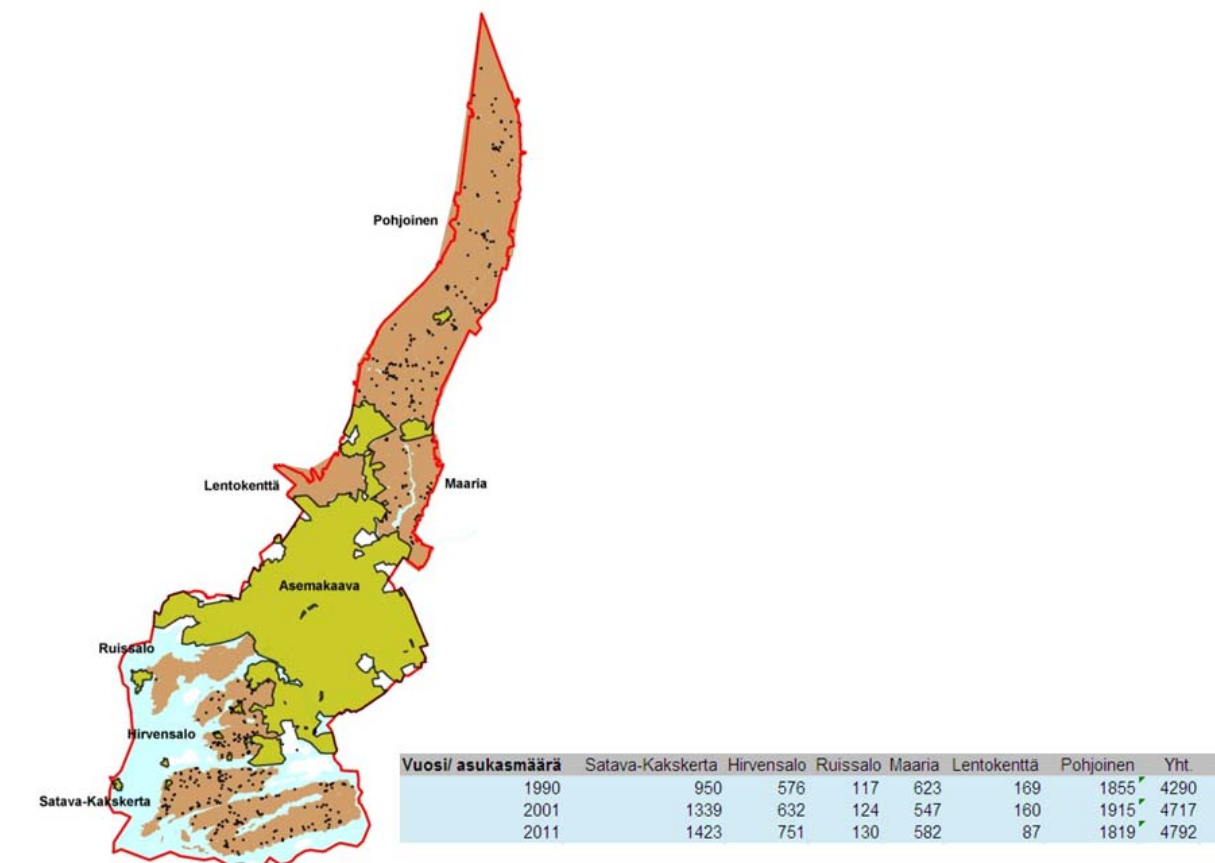 Pohjoinen
Lentokenttä
Maaria
Asemakaava
Ruissalo
Hirvensalo
Satava-Kakskerta
Vuosi/ asukasmäärä Satava-Kakskerta Hirvensalo Ruissalo Maaria Lentokenttä Pohjoinen Yht.
1990 950 576 117 623 169 1855 4290
2001 1339 632 124 547 160 1915 4717
2011 1423 751 130 582 87 1819 4792